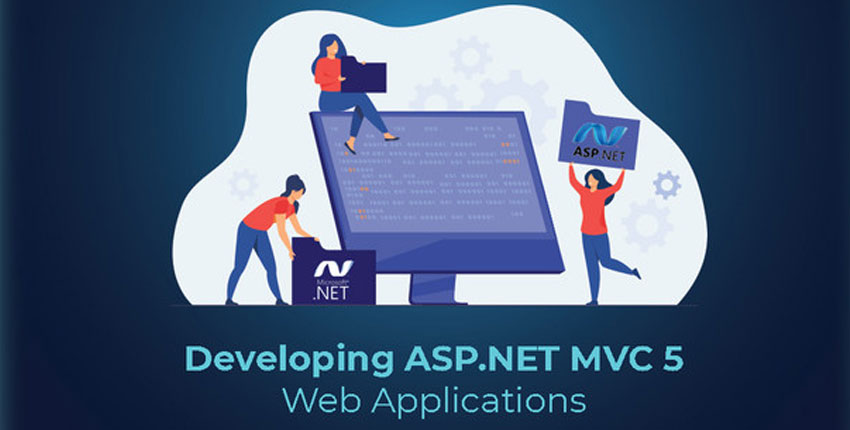 ASP.NET
Microsoft
.NET
Developing ASP.NET MVC 5
Web Applications